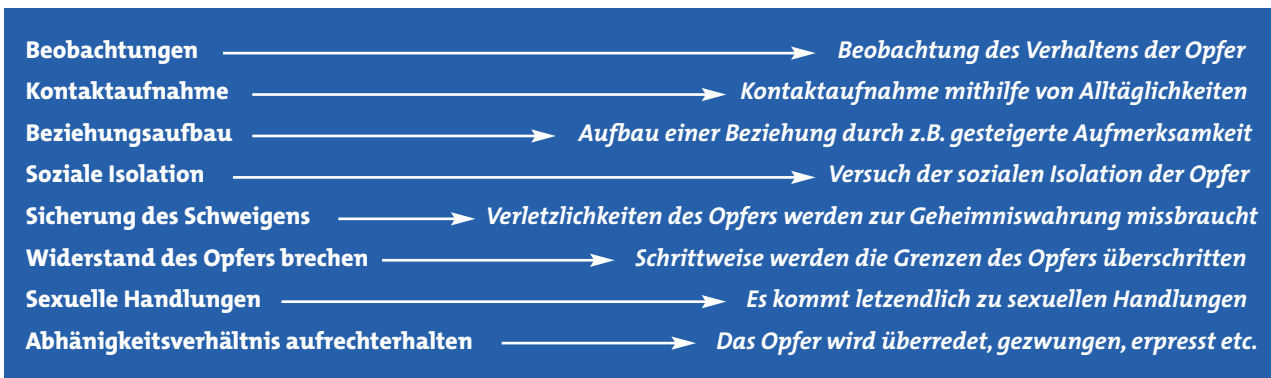 Beobachtungen Beobachtung des Verhaltens der Opfer
Kontaktaufnahme Kontaktaufnahme mithilfe von Alltäglichkeiten
Beziehungsaufbau Aufbau einer Beziehung durch z.B. gesteigerte Aufmerksamkeit
Soziale Isolation Versuch der sozialen Isolation der Opfer
Sicherung des Schweigens Verletzlichkeiten des Opfers werden zur Geheimniswahrung missbraucht
Widerstand des Opfers brechen Schrittweise werden die Grenzen des Opfers überschritten
Sexuelle Handlungen Es kommt letzendlich zu sexuellen Handlungen
Abhänigkeitsverhältnis aufrechterhalten Das Opfer wird überredet, gezwungen, erpresst etc.